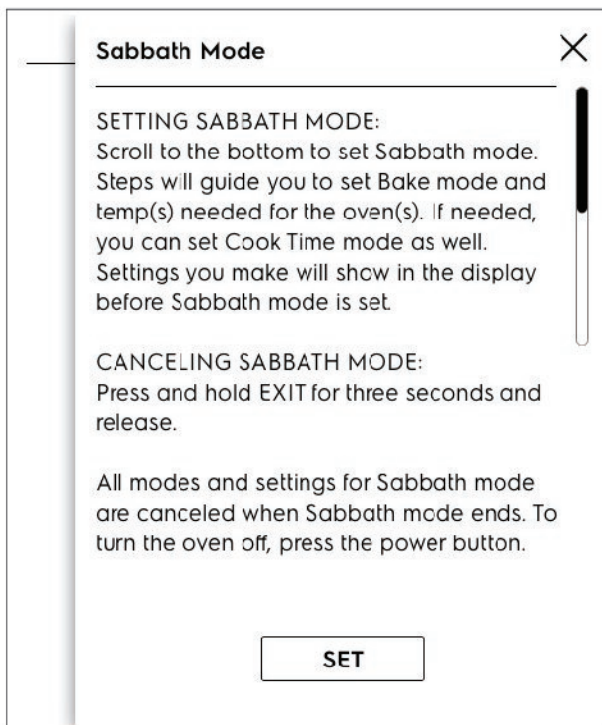 Sabbath Mode
SETTING SABBATH MODE:
Scroll to the bottom to set Sabbath mode.
Steps will guide you to set Bake mode and
temp(s) needed for the oven(s). If needed,
you can set Cook Time mode as well.
Settings you make will show in the display
before Sabbath mode is set.
CANCELING SABBATH MODE:
Press and hold EXIT for three seconds and
release.
All modes and settings for Sabbath mode
are canceled when Sabbath mode ends. To
turn the oven off, press the power button.
SET